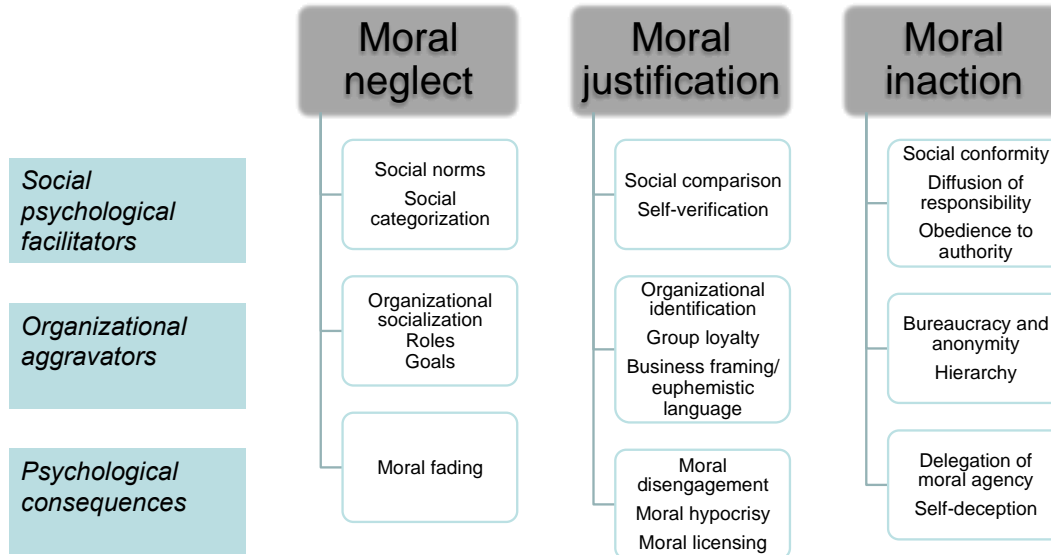 Moral
neglect
Moral
justification
Moral
inaction
Social
psychological
facilitators
Social norms
Social
categorization
Social comparison
Self-verification
Social conformity
Diffusion of
responsibility
Obedience to
authority
Organizational
aggravators
Organizational
socialization
Roles
Goals
Organizational
identification
Group loyalty
Business framing/
euphemistic
language
Bureaucracy and
anonymity
Hierarchy
Psychological
consequences
Moral fading
Moral
disengagement
Moral hypocrisy
Moral licensing
Delegation of
moral agency
Self-deception